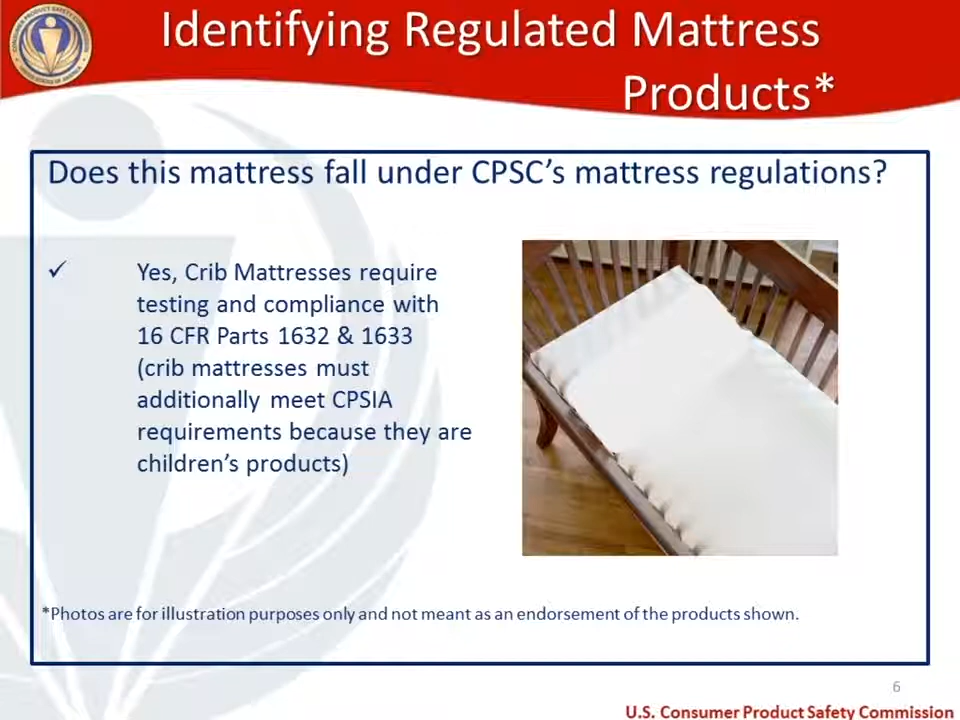 Identifying Regulated Mattress
Products*
Does this mattress fall under CPSC's mattress regulations?
✓ Yes, Crib Mattresses require
testing and compliance with
16 CFR Parts 1632 & 1633
(crib mattresses must
additionally meet CPSIA
requirements because they are
children's products)
*Photos are for illustration purposes only and not meant as an endorsement of the products shown.
6
U.S. Consumer Product Safety Commission